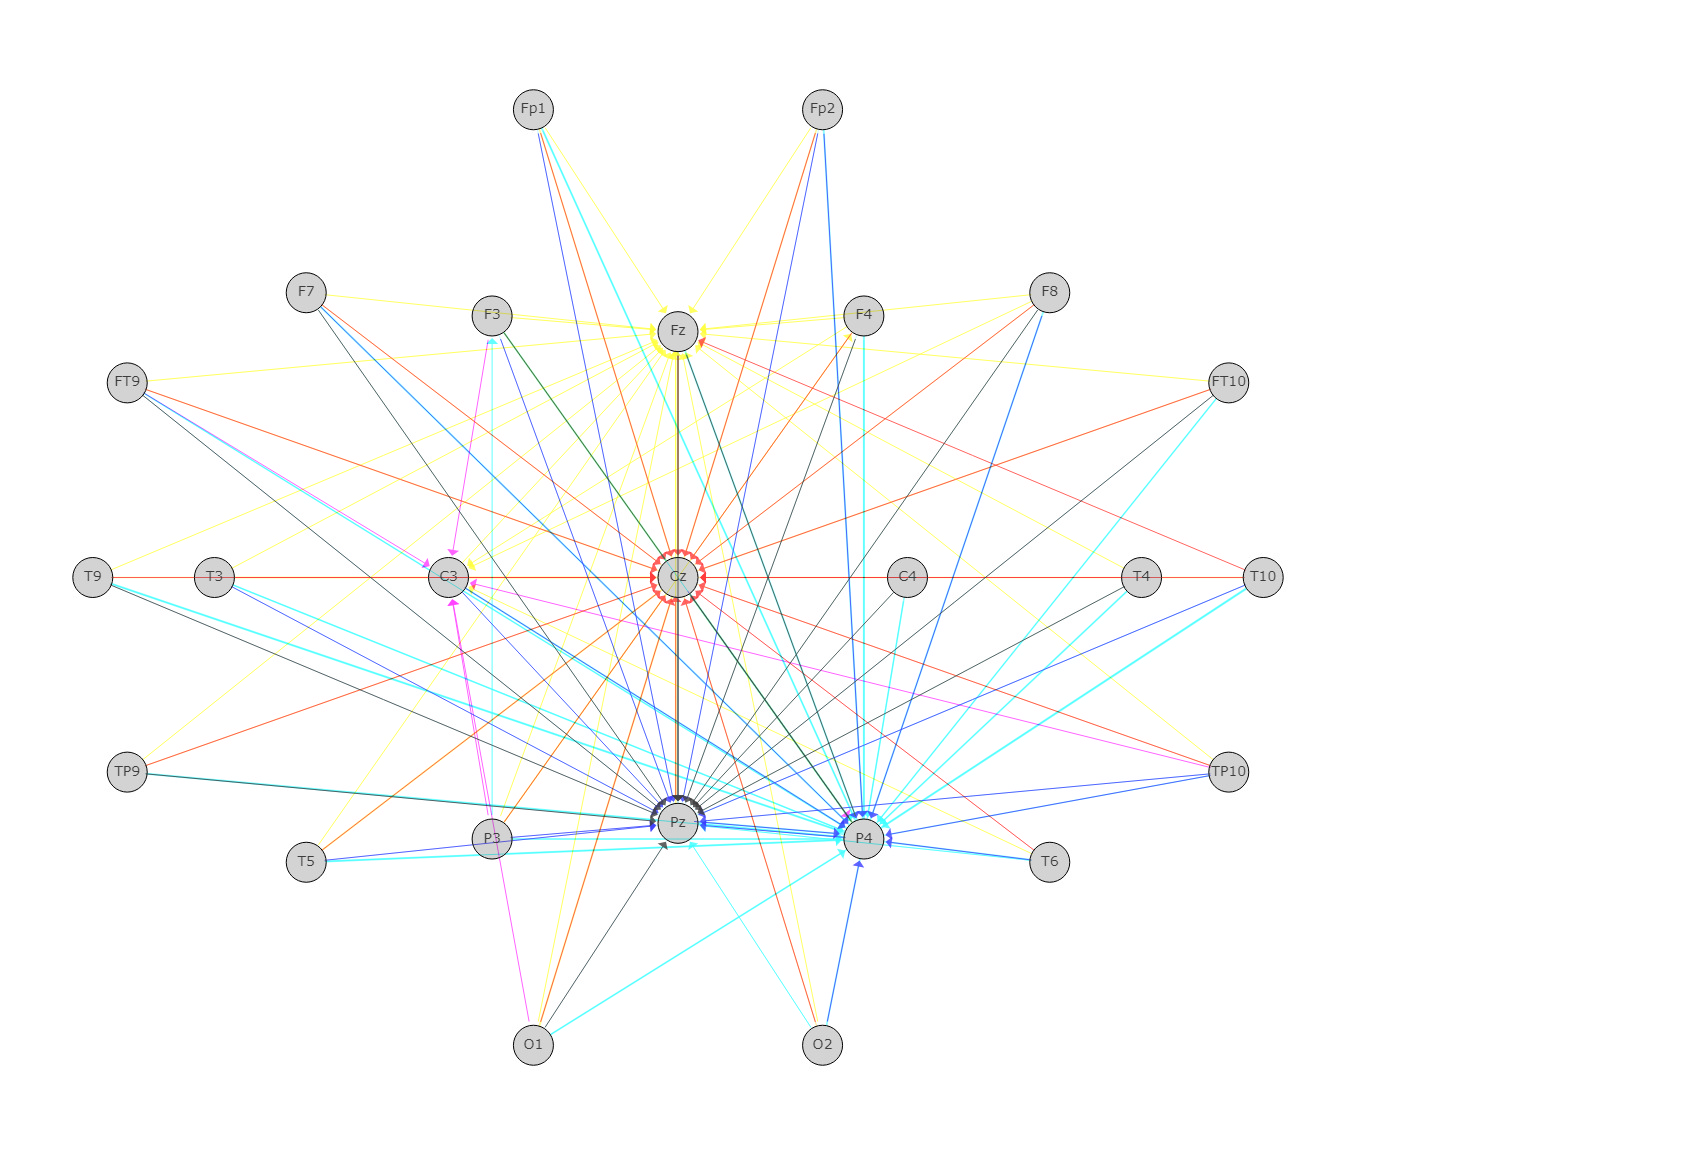 Fp1 Fp2
F7 F3 Fz F4 F8
FT9 FT10
T9 T3 C3 Cz C4 T4 T10
TP9 TP10
T5 P3 Pz P4 T6
O1 O2